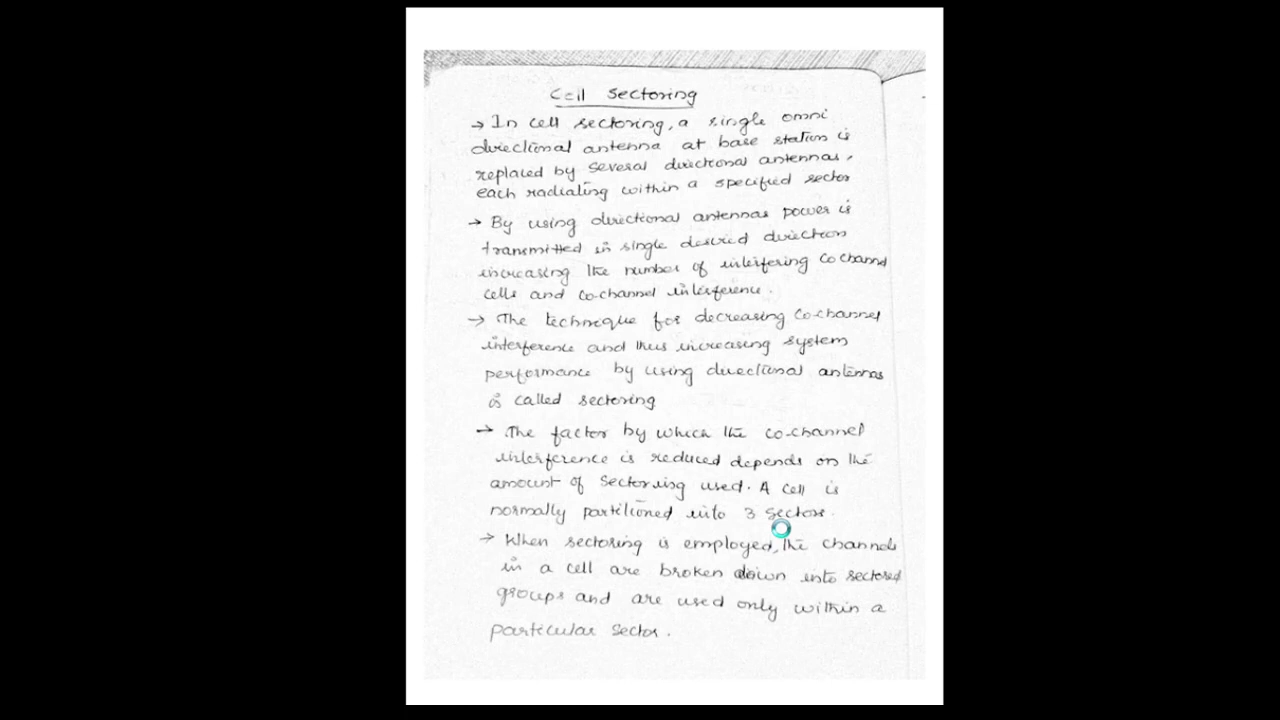 Cell Sectoring
→ In cell sectoring, a single omni
directional antenna at base station is
replaced by several directional antennas,
each radiating within a specified sector
→ By using directional antennas power is
transmitted in single desired direction
increasing the number of interfering co channel
cells and co-channel interference.
→ The technique for decreasing co-channel
interference and thus increasing system
performance by using directional antennas
is called sectoring
→ The factor by which the co-channel
interference is reduced depends on the
amount of sectoring used. A cell is
normally partitioned into 3 sectors.
→ When sectoring is employed, the channels
in a cell are broken down into sectored
groups and are used only within a
particular sector.